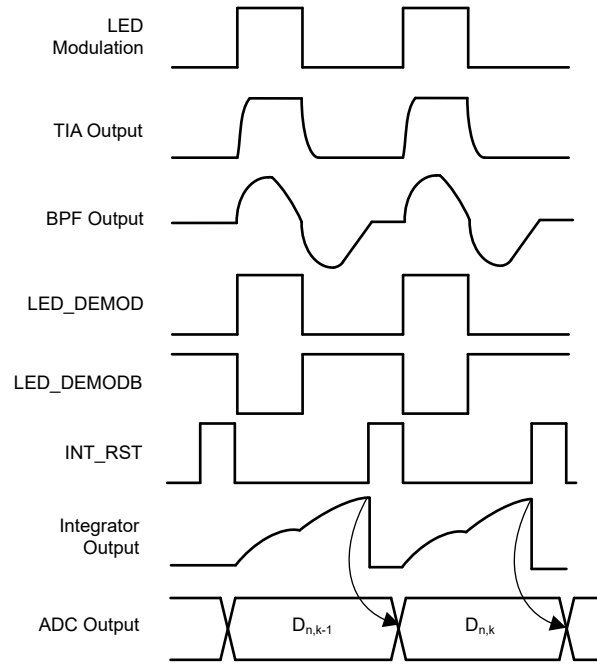 LED
Modulation
TIA Output
BPF Output
LED_DEMOD
LED_DEMODB
INT_RST
Integrator
Output
ADC Output
Dn,k-1
Dn,k